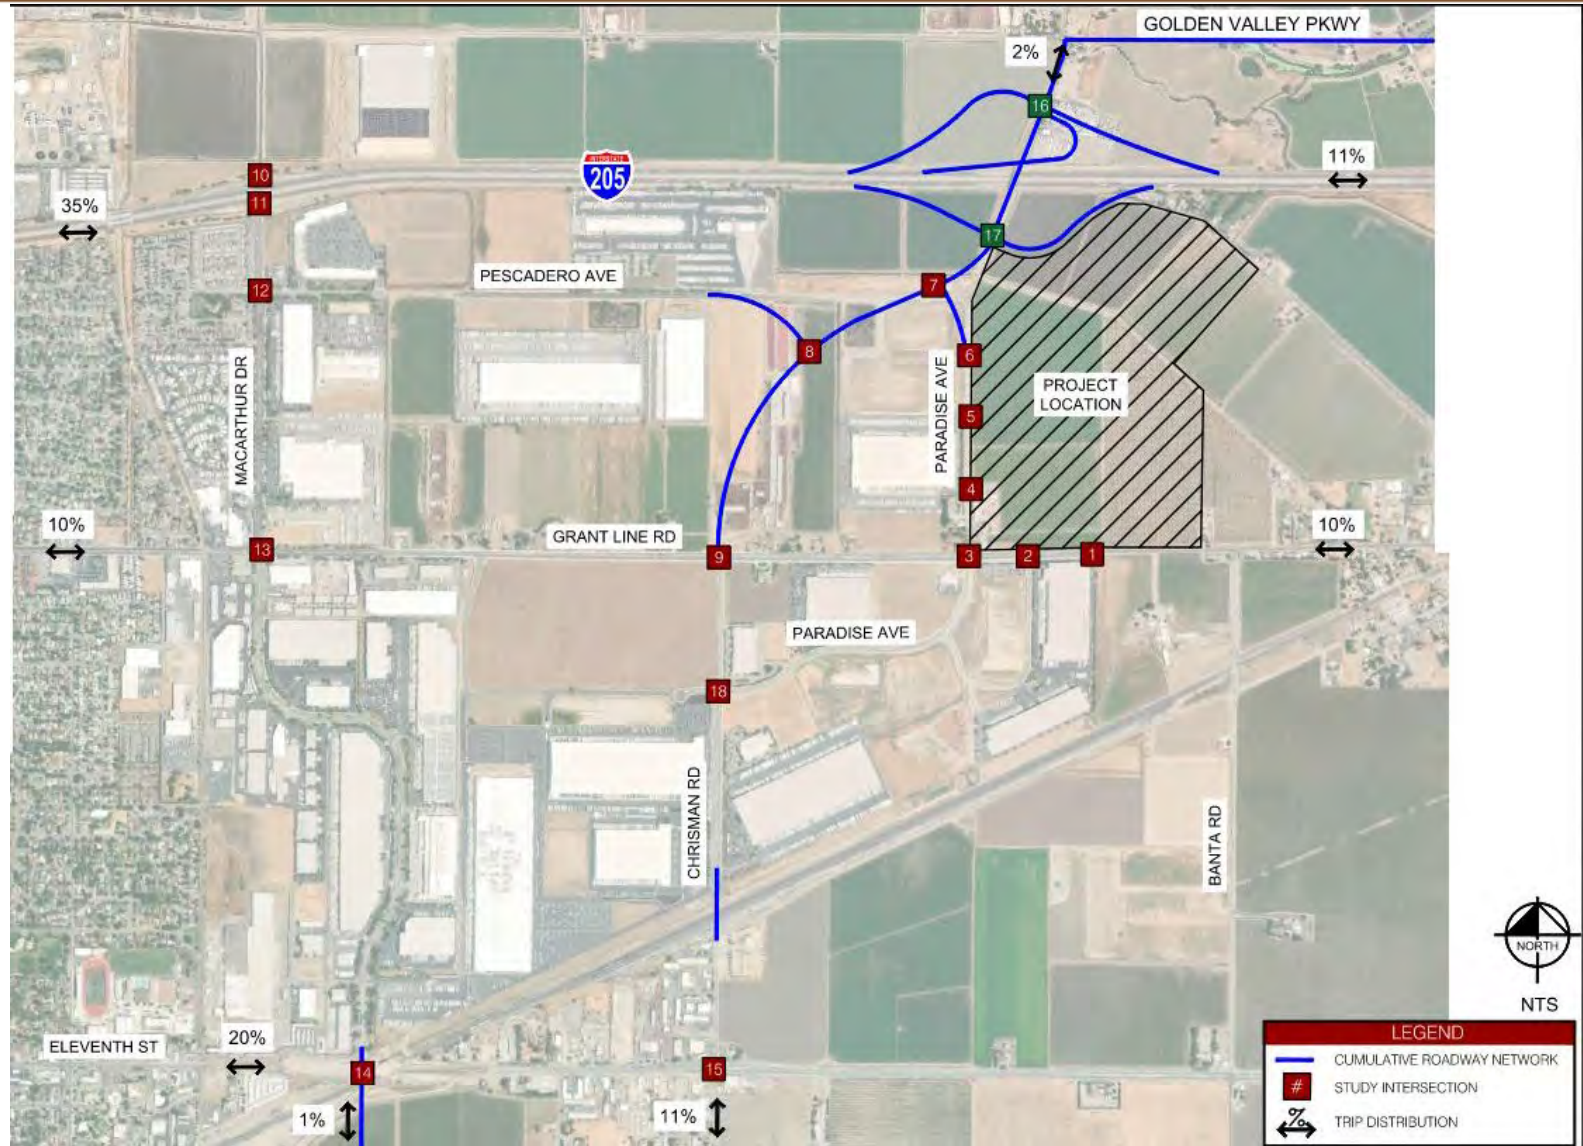 GOLDEN VALLEY PKWY
2%
16
11%
10
INTERSTATE
205
35%
11
17
PESCADERO AVE
7
12
8
6
MACARTHUR DR
PARADISE AVE
PROJECT
LOCATION
5
4
10%
GRANT LINE RD
10%
13
9
3
2
1
PARADISE AVE
18
CHRISMAN RD
BANTA RD
NORTH
NTS
20%
ELEVENTH ST
14
15
1%
11%
LEGEND
CUMULATIVE ROADWAY NETWORK
#
STUDY INTERSECTION
%
TRIP DISTRIBUTION